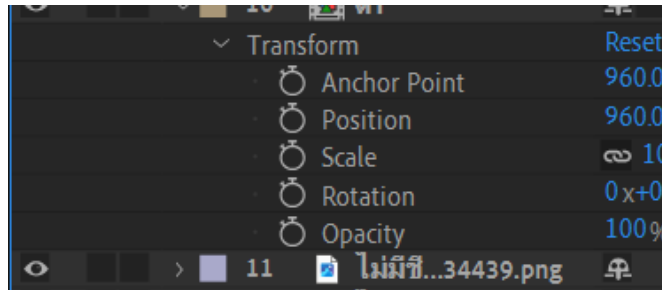 Transform Reset
Anchor Point 960.0
Position 960.0
Scale 10
Rotation 0x+0
Opacity 100%
11 ไม่มีชื...34439.png